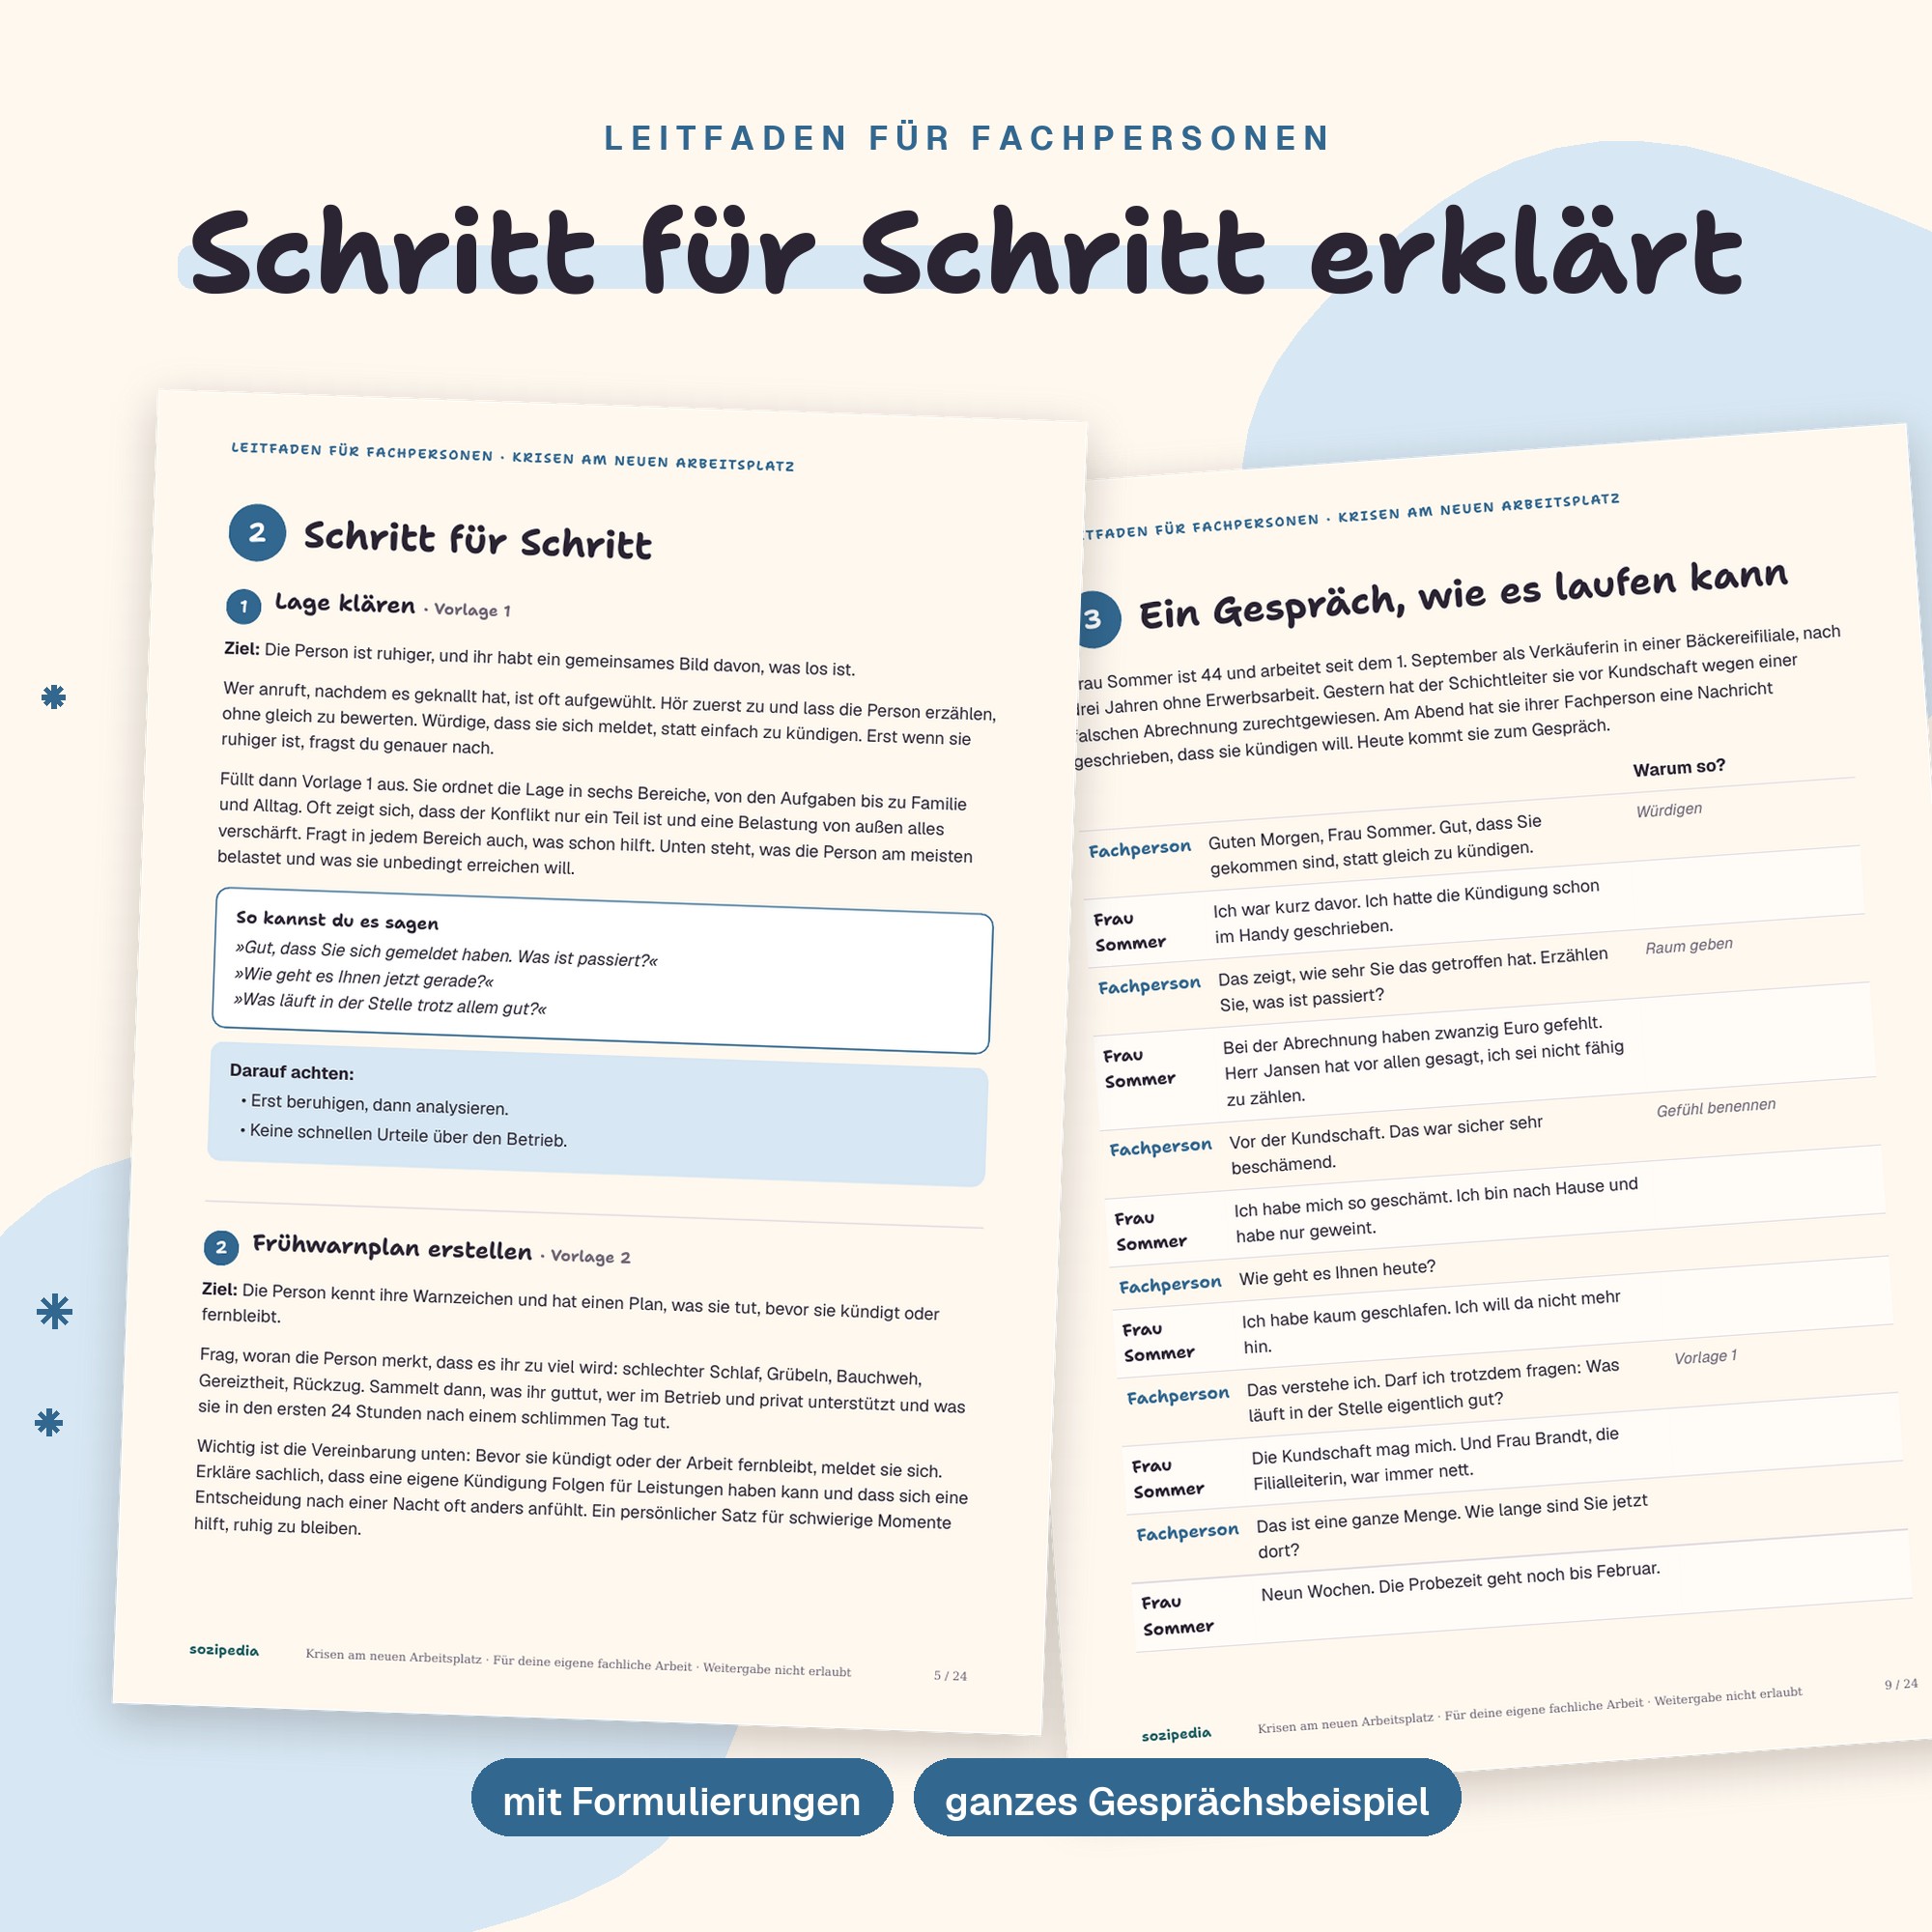 LEITFADEN FÜR FACHPERSONEN
Schritt für Schritt erklärt
LEITFADEN FÜR FACHPERSONEN · KRISEN AM NEUEN ARBEITSPLATZ
2 Schritt für Schritt
1 Lage klären · Vorlage 1
Ziel: Die Person ist ruhiger, und ihr habt ein gemeinsames Bild davon, was los ist.
Wer anruft, nachdem es geknallt hat, ist oft aufgewühlt. Hör zuerst zu und lass die Person erzählen,
ohne gleich zu bewerten. Würdige, dass sie sich meldet, statt einfach zu kündigen. Erst wenn sie
ruhiger ist, fragst du genauer nach.
Füllt dann Vorlage 1 aus. Sie ordnet die Lage in sechs Bereiche, von den Aufgaben bis zu Familie
und Alltag. Oft zeigt sich, dass der Konflikt nur ein Teil ist und eine Belastung von außen alles
verschärft. Fragt in jedem Bereich auch, was schon hilft. Unten steht, was die Person am meisten
belastet und was sie unbedingt erreichen will.
So kannst du es sagen
»Gut, dass Sie sich gemeldet haben. Was ist passiert?«
»Wie geht es Ihnen jetzt gerade?«
»Was läuft in der Stelle trotz allem gut?«
Darauf achten:
• Erst beruhigen, dann analysieren.
• Keine schnellen Urteile über den Betrieb.
2 Frühwarnplan erstellen · Vorlage 2
Ziel: Die Person kennt ihre Warnzeichen und hat einen Plan, was sie tut, bevor sie kündigt oder
fernbleibt.
Frag, woran die Person merkt, dass es ihr zu viel wird: schlechter Schlaf, Grübeln, Bauchweh,
Gereiztheit, Rückzug. Sammelt dann, was ihr guttut, wer im Betrieb und privat unterstützt und was
sie in den ersten 24 Stunden nach einem schlimmen Tag tut.
Wichtig ist die Vereinbarung unten: Bevor sie kündigt oder der Arbeit fernbleibt, meldet sie sich.
Erkläre sachlich, dass eine eigene Kündigung Folgen für Leistungen haben kann und dass sich eine
Entscheidung nach einer Nacht oft anders anfühlt. Ein persönlicher Satz für schwierige Momente
hilft, ruhig zu bleiben.
sozipedia Krisen am neuen Arbeitsplatz · Für deine eigene fachliche Arbeit · Weitergabe nicht erlaubt 5 / 24
TFADEN FÜR FACHPERSONEN · KRISEN AM NEUEN ARBEITSPLATZ
3 Ein Gespräch, wie es laufen kann
rau Sommer ist 44 und arbeitet seit dem 1. September als Verkäuferin in einer Bäckereifiliale, nach
drei Jahren ohne Erwerbsarbeit. Gestern hat der Schichtleiter sie vor Kundschaft wegen einer
falschen Abrechnung zurechtgewiesen. Am Abend hat sie ihrer Fachperson eine Nachricht
geschrieben, dass sie kündigen will. Heute kommt sie zum Gespräch.
Warum so?
Fachperson Guten Morgen, Frau Sommer. Gut, dass Sie Würdigen
gekommen sind, statt gleich zu kündigen.
Frau Ich war kurz davor. Ich hatte die Kündigung schon
Sommer im Handy geschrieben.
Fachperson Das zeigt, wie sehr Sie das getroffen hat. Erzählen Raum geben
Sie, was ist passiert?
Frau Bei der Abrechnung haben zwanzig Euro gefehlt.
Sommer Herr Jansen hat vor allen gesagt, ich sei nicht fähig
zu zählen.
Fachperson Vor der Kundschaft. Das war sicher sehr Gefühl benennen
beschämend.
Frau Ich habe mich so geschämt. Ich bin nach Hause und
Sommer habe nur geweint.
Fachperson Wie geht es Ihnen heute?
Frau Ich habe kaum geschlafen. Ich will da nicht mehr
Sommer hin.
Fachperson Das verstehe ich. Darf ich trotzdem fragen: Was Vorlage 1
läuft in der Stelle eigentlich gut?
Frau Die Kundschaft mag mich. Und Frau Brandt, die
Sommer Filialleiterin, war immer nett.
Fachperson Das ist eine ganze Menge. Wie lange sind Sie jetzt
dort?
Frau Neun Wochen. Die Probezeit geht noch bis Februar.
Sommer
sozipedia Krisen am neuen Arbeitsplatz · Für deine eigene fachliche Arbeit · Weitergabe nicht erlaubt 9 / 24
mit Formulierungen
ganzes Gesprächsbeispiel